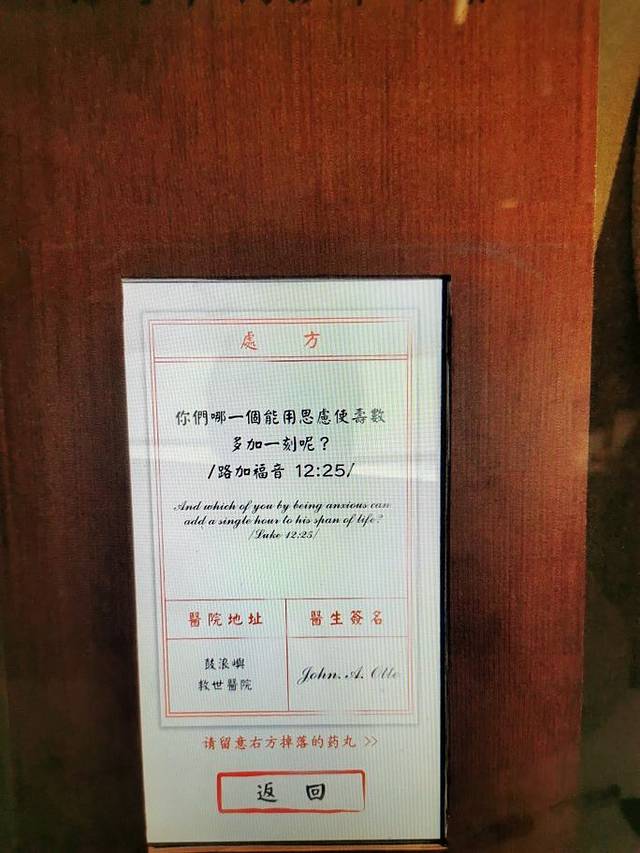 處 方
你們哪一個能用思慮使壽數
多加一刻呢？
/路加福音 12:25/
And which of you by being anxious can
add a single hour to his span of life?
/Luke 12:25/
醫院地址 醫生簽名
鼓浪嶼
救世醫院
John. A. Otte
请留意右方掉落的药丸 >>
返 回